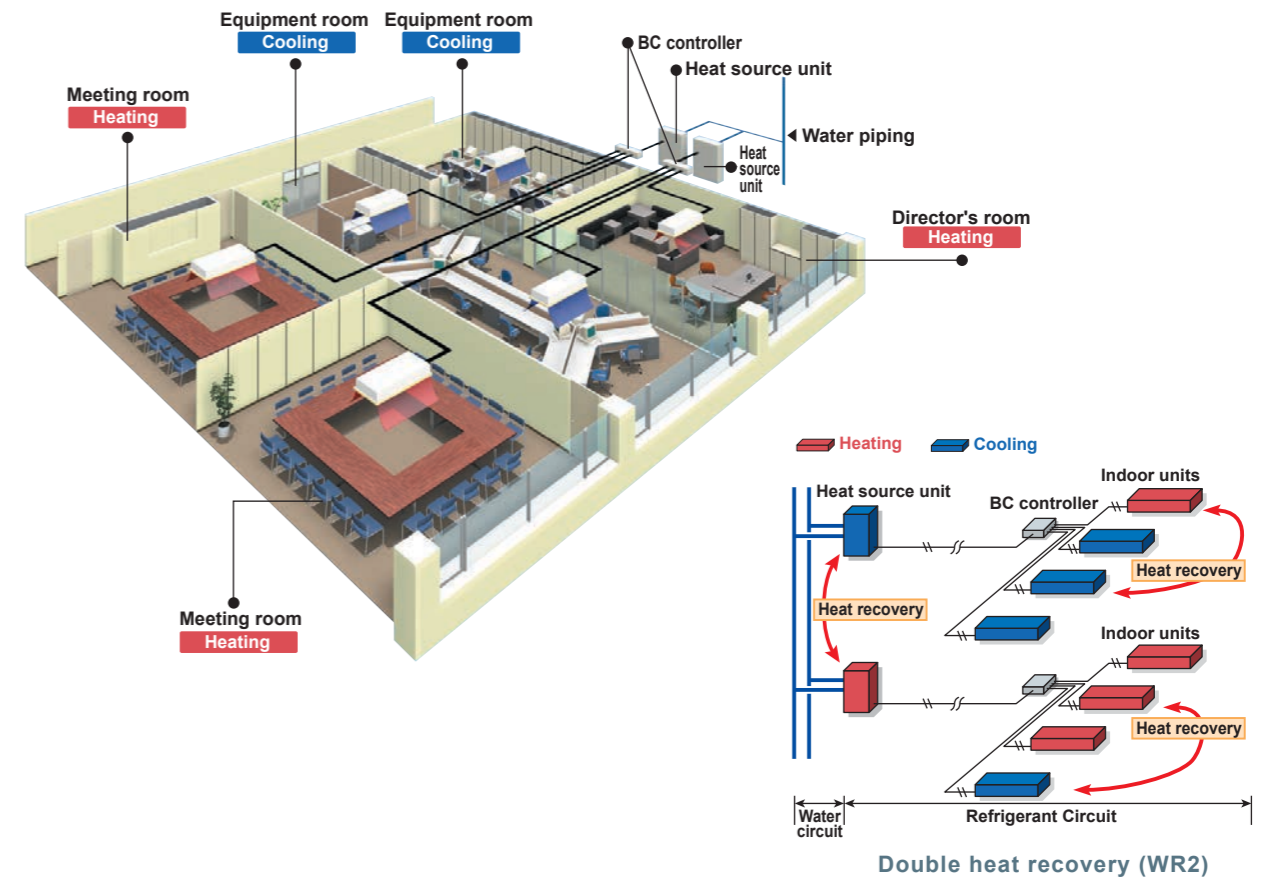 Equipment room
Cooling
Equipment room
Cooling
BC controller
Heat source unit
Meeting room
Heating
Water piping
Heat
source
unit
Director's room
Heating
Meeting room
Heating
Heating
Cooling
Heat source unit
BC controller
Indoor units
Heat recovery
Heat recovery
Indoor units
Heat recovery
Water
circuit
Refrigerant Circuit
Double heat recovery (WR2)